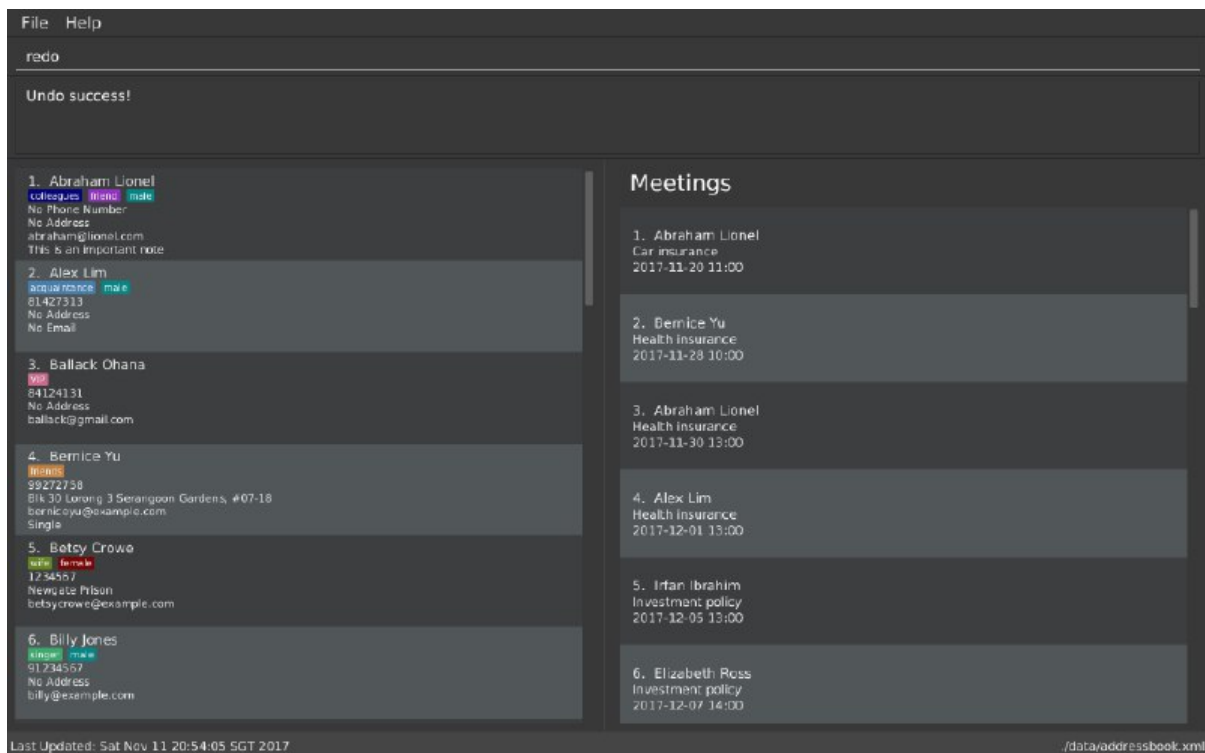 File Help
redo
Undo success!
1. Abraham Lionel
colleagues friend male
No Phone Number
No Address
abraham@lionel.com
This is an important note
2. Alex Lim
acquaintance male
81427313
No Address
No Email
3. Ballack Ohana
VIP
84124131
No Address
ballack@gmail.com
4. Bernice Yu
friends
99272758
Blk 30 Lorong 3 Serangoon Gardens, #07-18
berniceyu@example.com
Single
5. Betsy Crowe
wife female
1234567
Newgate Prison
betsycrowe@example.com
6. Billy Jones
singer male
91234567
No Address
billy@example.com
Meetings
1. Abraham Lionel
Car insurance
2017-11-20 11:00
2. Bernice Yu
Health insurance
2017-11-28 10:00
3. Abraham Lionel
Health insurance
2017-11-30 13:00
4. Alex Lim
Health insurance
2017-12-01 13:00
5. Irfan Ibrahim
Investment policy
2017-12-05 13:00
6. Elizabeth Ross
Investment policy
2017-12-07 14:00
Last Updated: Sat Nov 11 20:54:05 SGT 2017
./data/addressbook.xml